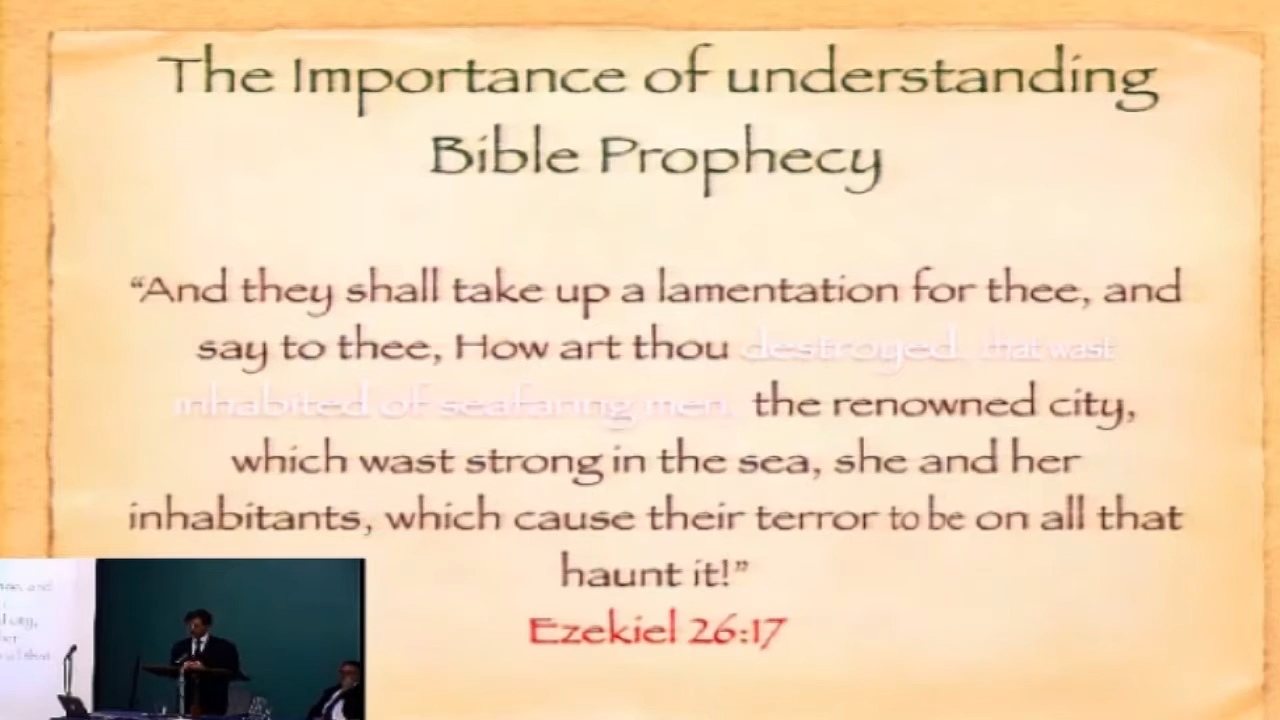 The Importance of understanding
Bible Prophecy
“And they shall take up a lamentation for thee, and
say to thee, How art thou destroyed, that wast
inhabited of seafaring men, the renowned city,
which wast strong in the sea, she and her
inhabitants, which cause their terror to be on all that
haunt it!”
Ezekiel 26:17